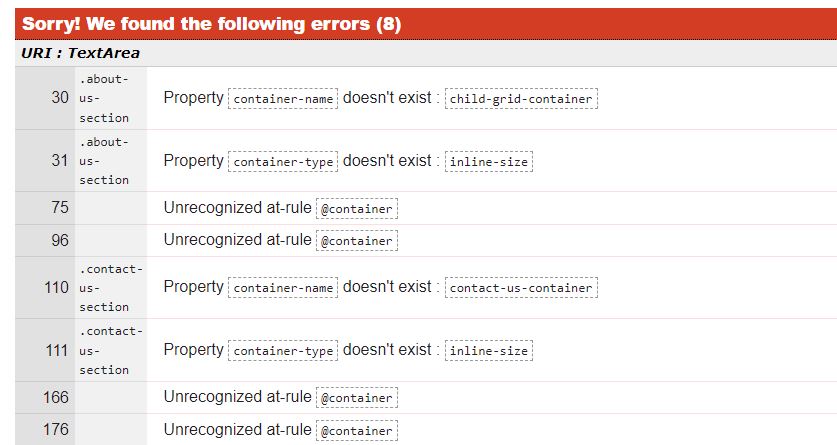 Sorry! We found the following errors (8)
URI : TextArea
30 .about-us-section Property container-name doesn't exist : child-grid-container
31 .about-us-section Property container-type doesn't exist : inline-size
75 Unrecognized at-rule @container
96 Unrecognized at-rule @container
110 .contact-us-section Property container-name doesn't exist : contact-us-container
111 .contact-us-section Property container-type doesn't exist : inline-size
166 Unrecognized at-rule @container
176 Unrecognized at-rule @container